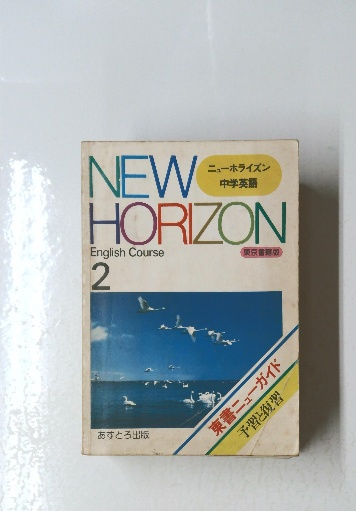 NEW
ニューホライズン
中学英語
HORIZON
English Course
東京書籍版
2
東書ニューガイド
予習と復習
あすとろ出版